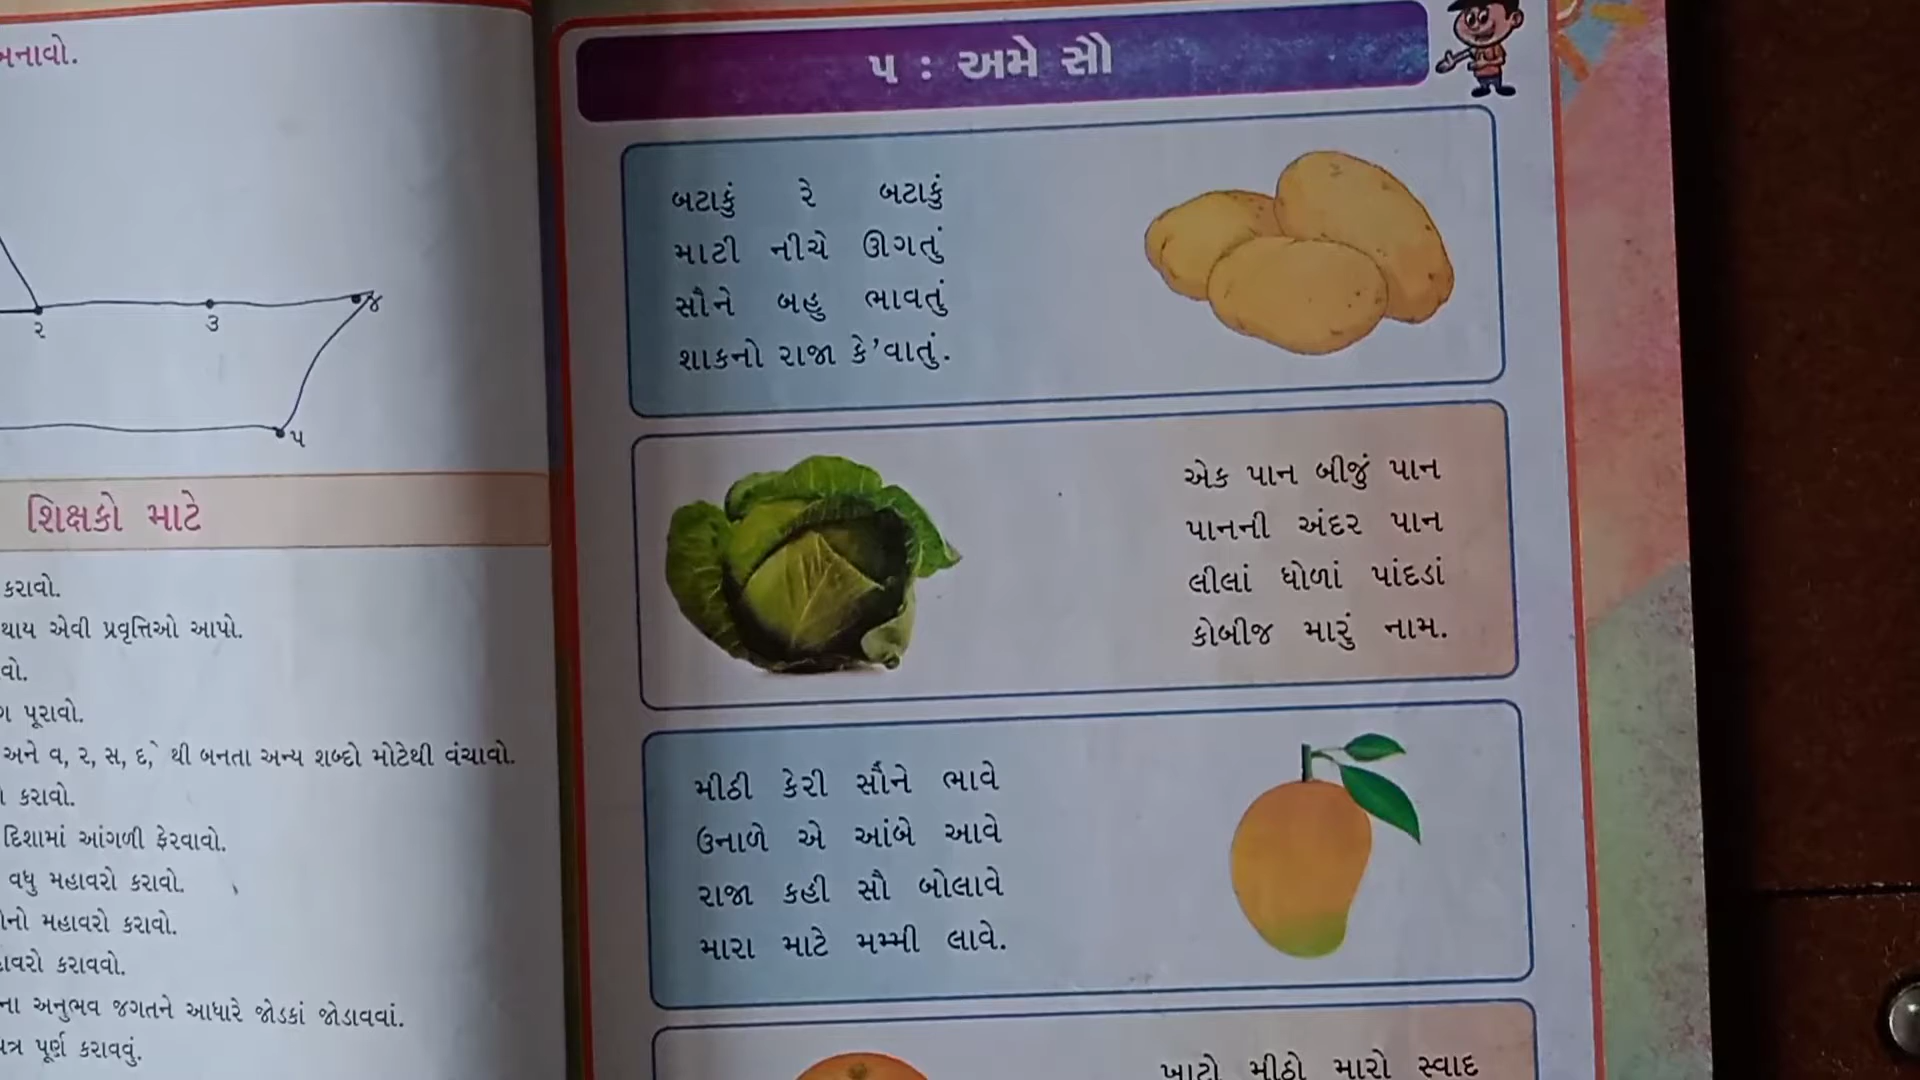 બનાવો.
૨
૩
૪
૫
શિક્ષકો માટે
કરાવો.
થાય એવી પ્રવૃત્તિઓ આપો.
પૂરાવો.
અને વ, ર, સ, દ, ે થી બનતા અન્ય શબ્દો મોટેથી વંચાવો.
કરાવો.
દિશામાં આંગળી ફેરવાવો.
વધુ મહાવરો કરાવો.
મહાવરો કરાવો.
કરાવવો.
અનુભવ જગતને આધારે જોડકાં જોડાવવાં.
પૂર્ણ કરાવવું.
૫ : અમે સૌ
બટાકું રે બટાકું
માટી નીચે ઊગતું
સૌને બહુ ભાવતું
શાકનો રાજા કે’વાતું.
એક પાન બીજું પાન
પાનની અંદર પાન
લીલાં ધોળાં પાંદડાં
કોબીજ મારું નામ.
મીઠી કેરી સૌને ભાવે
ઉનાળે એ આંબે આવે
રાજા કહી સૌ બોલાવે
મારા માટે મમ્મી લાવે.
ખાટો મીઠો મારો સ્વાદ